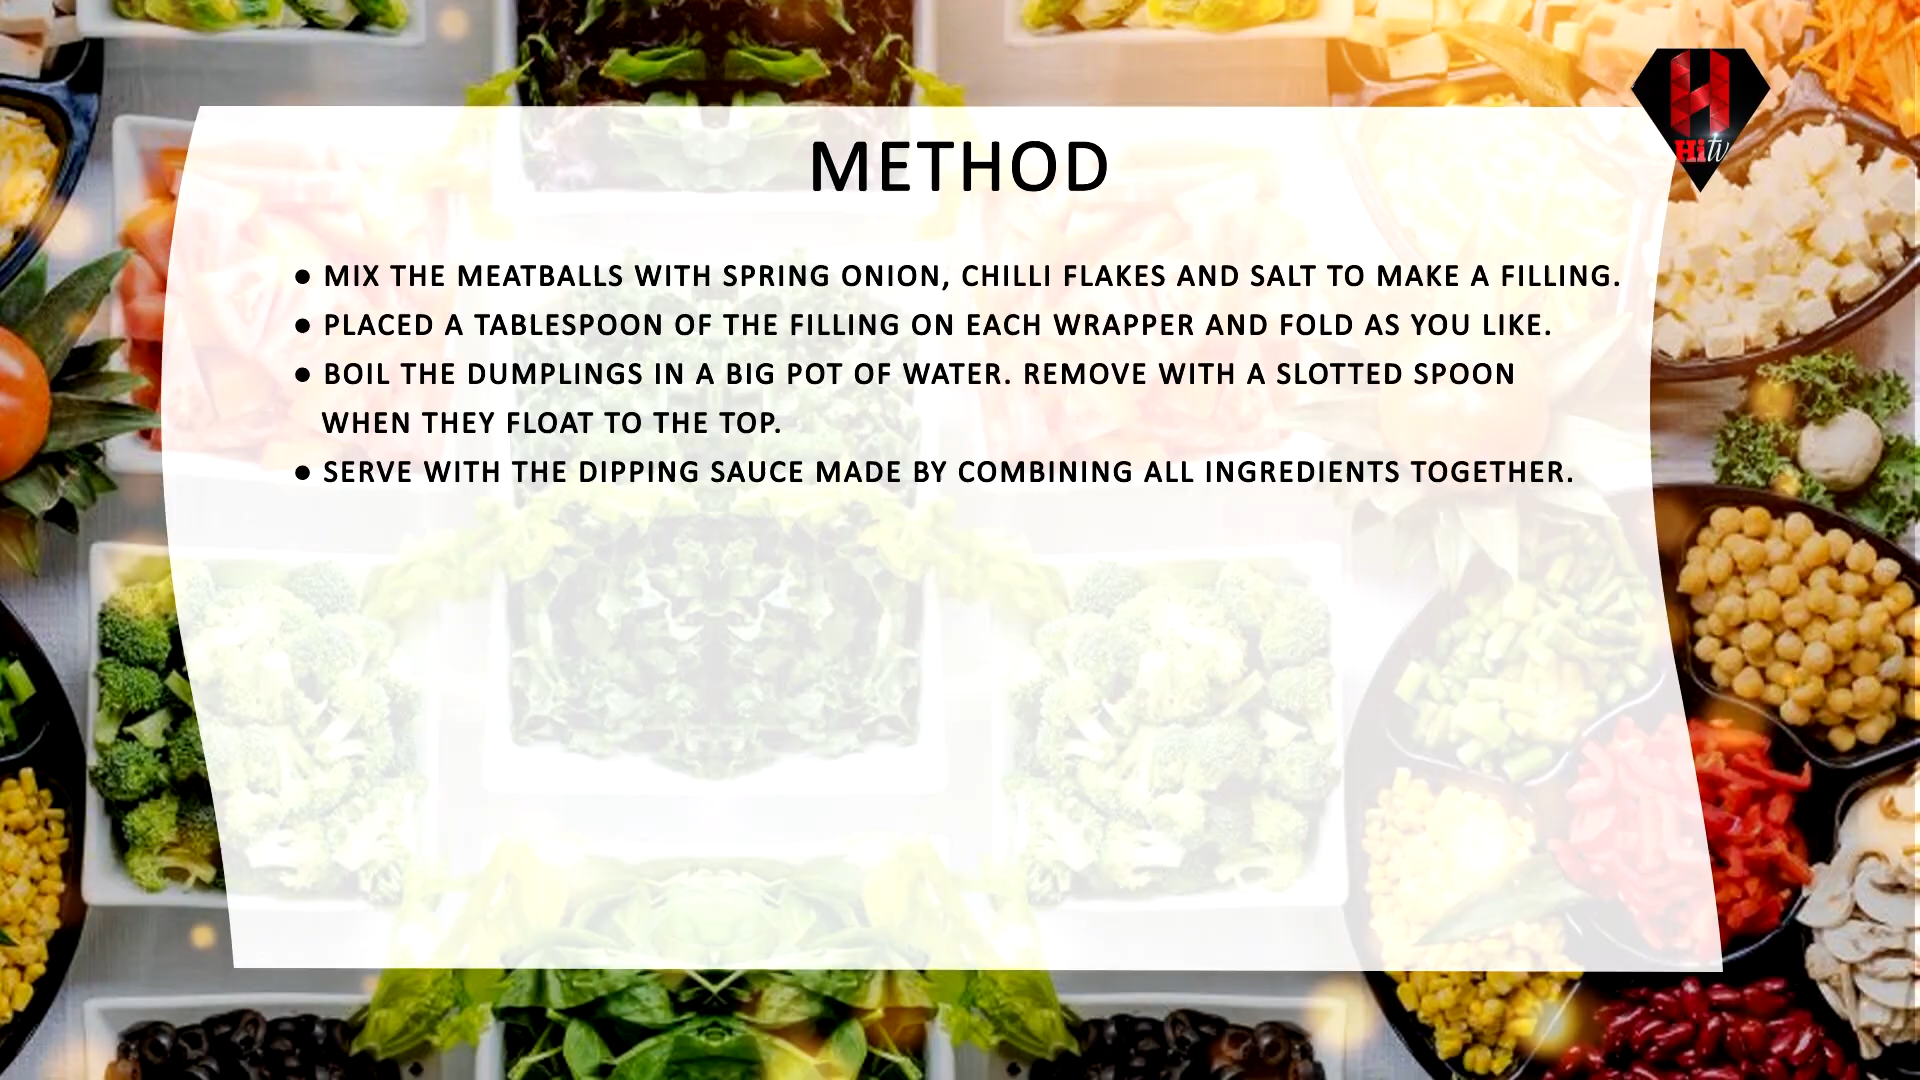 METHOD
• MIX THE MEATBALLS WITH SPRING ONION, CHILLI FLAKES AND SALT TO MAKE A FILLING.
• PLACED A TABLESPOON OF THE FILLING ON EACH WRAPPER AND FOLD AS YOU LIKE.
• BOIL THE DUMPLINGS IN A BIG POT OF WATER. REMOVE WITH A SLOTTED SPOON
WHEN THEY FLOAT TO THE TOP.
• SERVE WITH THE DIPPING SAUCE MADE BY COMBINING ALL INGREDIENTS TOGETHER.
H
Hitv